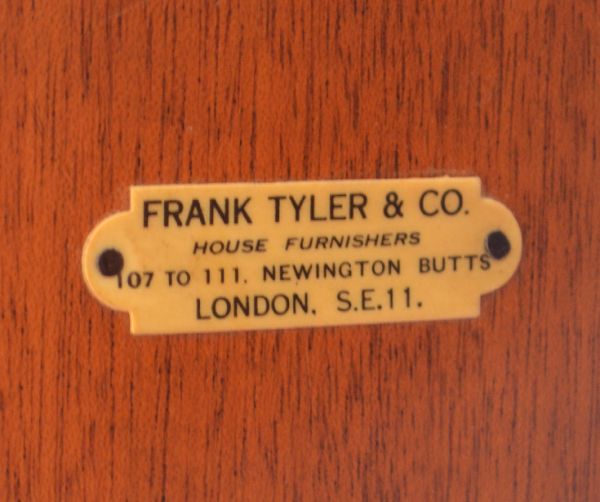 FRANK TYLER & CO.
HOUSE FURNISHERS
107 TO 111, NEWINGTON BUTTS
LONDON, S.E.11.